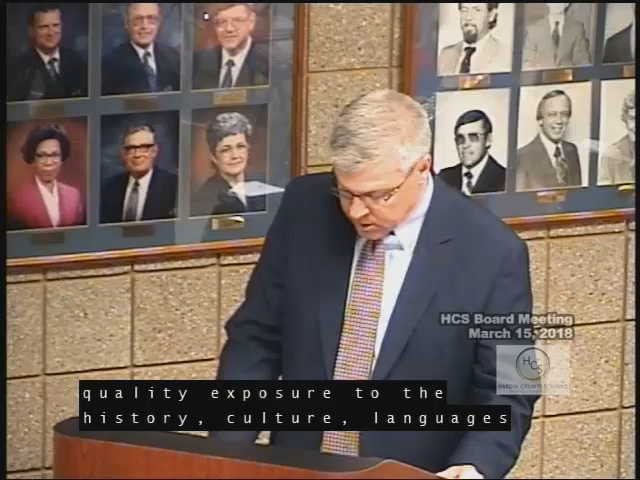 HCS Board Meeting
March 15, 2018
HCS
HARDIN COUNTY SCHOOLS
quality exposure to the
history, culture, languages